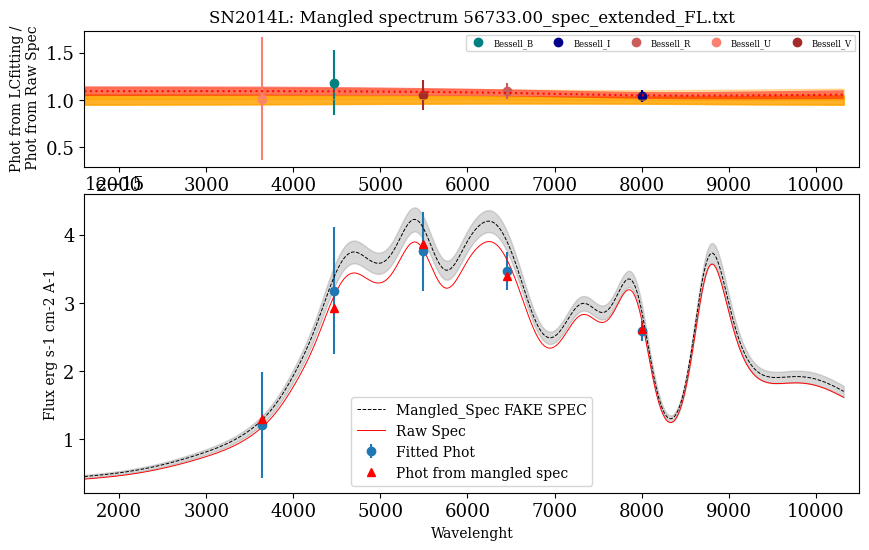 SN2014L: Mangled spectrum 56733.00_spec_extended_FL.txt
Phot from LCfitting /
Phot from Raw Spec
1.5
1.0
0.5
Bessell_B Bessell_I Bessell_R Bessell_U Bessell_V
2000 3000 4000 5000 6000 7000 8000 9000 10000
1e−15
Flux erg s-1 cm-2 A-1
4
3
2
1
Mangled_Spec FAKE SPEC
Raw Spec
Fitted Phot
Phot from mangled spec
2000 3000 4000 5000 6000 7000 8000 9000 10000
Wavelenght